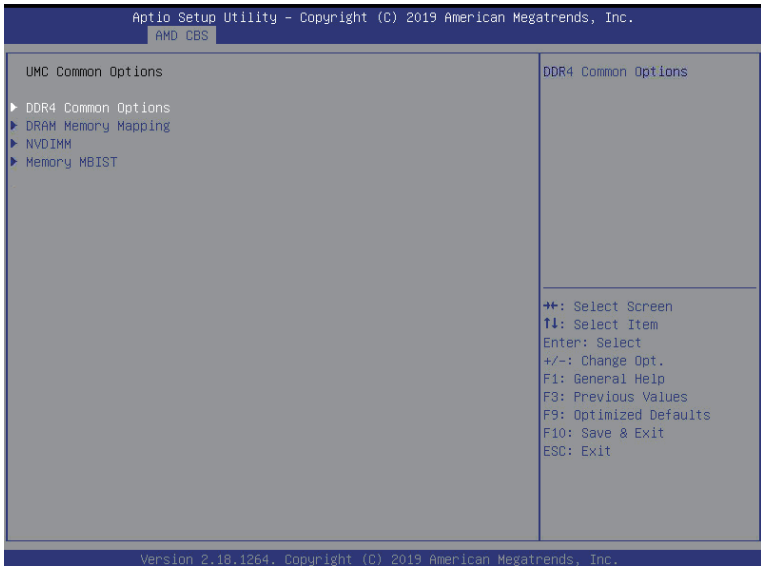 Aptio Setup Utility – Copyright (C) 2019 American Megatrends, Inc.
AMD CBS
UMC Common Options
DDR4 Common Options
DRAM Memory Mapping
NVDIMM
Memory MBIST
DDR4 Common Options
→←: Select Screen
↑↓: Select Item
Enter: Select
+/-: Change Opt.
F1: General Help
F3: Previous Values
F9: Optimized Defaults
F10: Save & Exit
ESC: Exit
Version 2.18.1264. Copyright (C) 2019 American Megatrends, Inc.